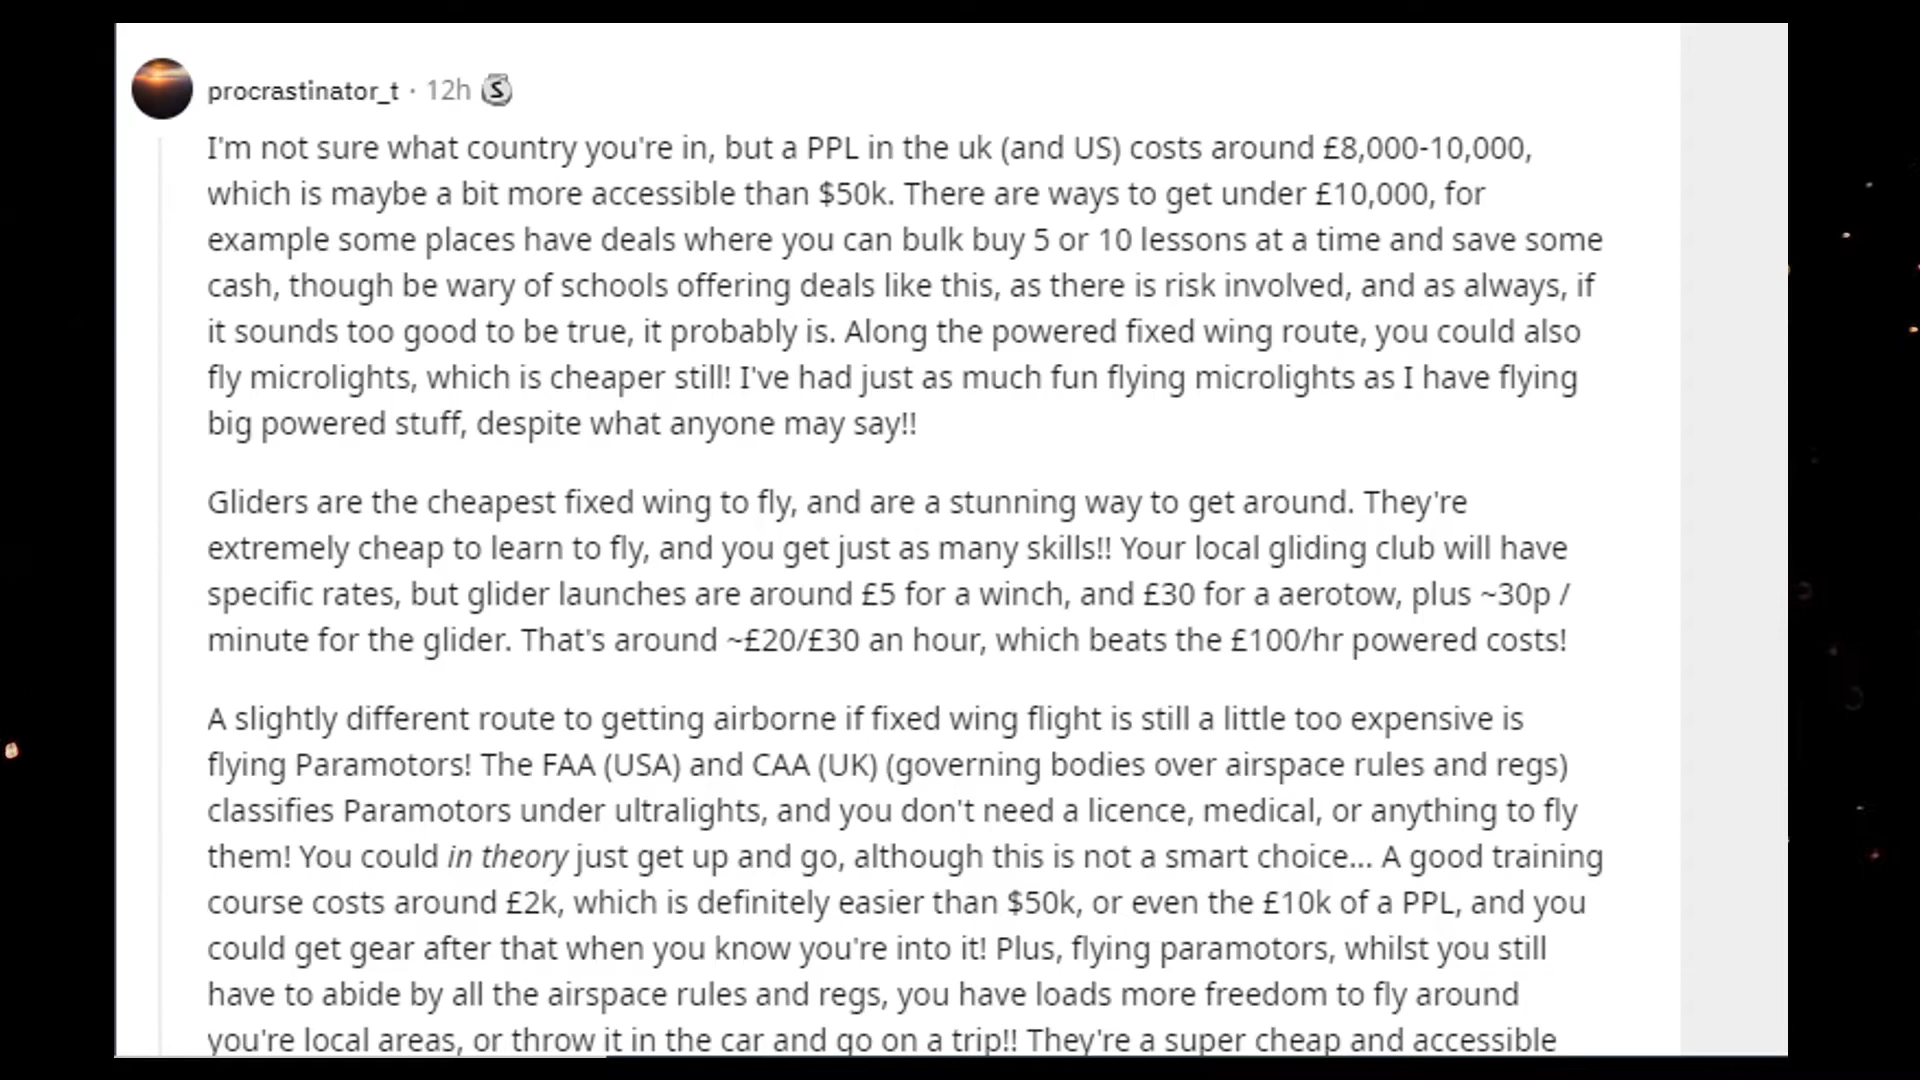 procrastinator_t · 12h
I'm not sure what country you're in, but a PPL in the uk (and US) costs around £8,000-10,000,
which is maybe a bit more accessible than $50k. There are ways to get under £10,000, for
example some places have deals where you can bulk buy 5 or 10 lessons at a time and save some
cash, though be wary of schools offering deals like this, as there is risk involved, and as always, if
it sounds too good to be true, it probably is. Along the powered fixed wing route, you could also
fly microlights, which is cheaper still! I've had just as much fun flying microlights as I have flying
big powered stuff, despite what anyone may say!!
Gliders are the cheapest fixed wing to fly, and are a stunning way to get around. They're
extremely cheap to learn to fly, and you get just as many skills!! Your local gliding club will have
specific rates, but glider launches are around £5 for a winch, and £30 for a aerotow, plus ~30p /
minute for the glider. That's around ~£20/£30 an hour, which beats the £100/hr powered costs!
A slightly different route to getting airborne if fixed wing flight is still a little too expensive is
flying Paramotors! The FAA (USA) and CAA (UK) (governing bodies over airspace rules and regs)
classifies Paramotors under ultralights, and you don't need a licence, medical, or anything to fly
them! You could in theory just get up and go, although this is not a smart choice... A good training
course costs around £2k, which is definitely easier than $50k, or even the £10k of a PPL, and you
could get gear after that when you know you're into it! Plus, flying paramotors, whilst you still
have to abide by all the airspace rules and regs, you have loads more freedom to fly around
you're local areas, or throw it in the car and go on a trip!! They're a super cheap and accessible